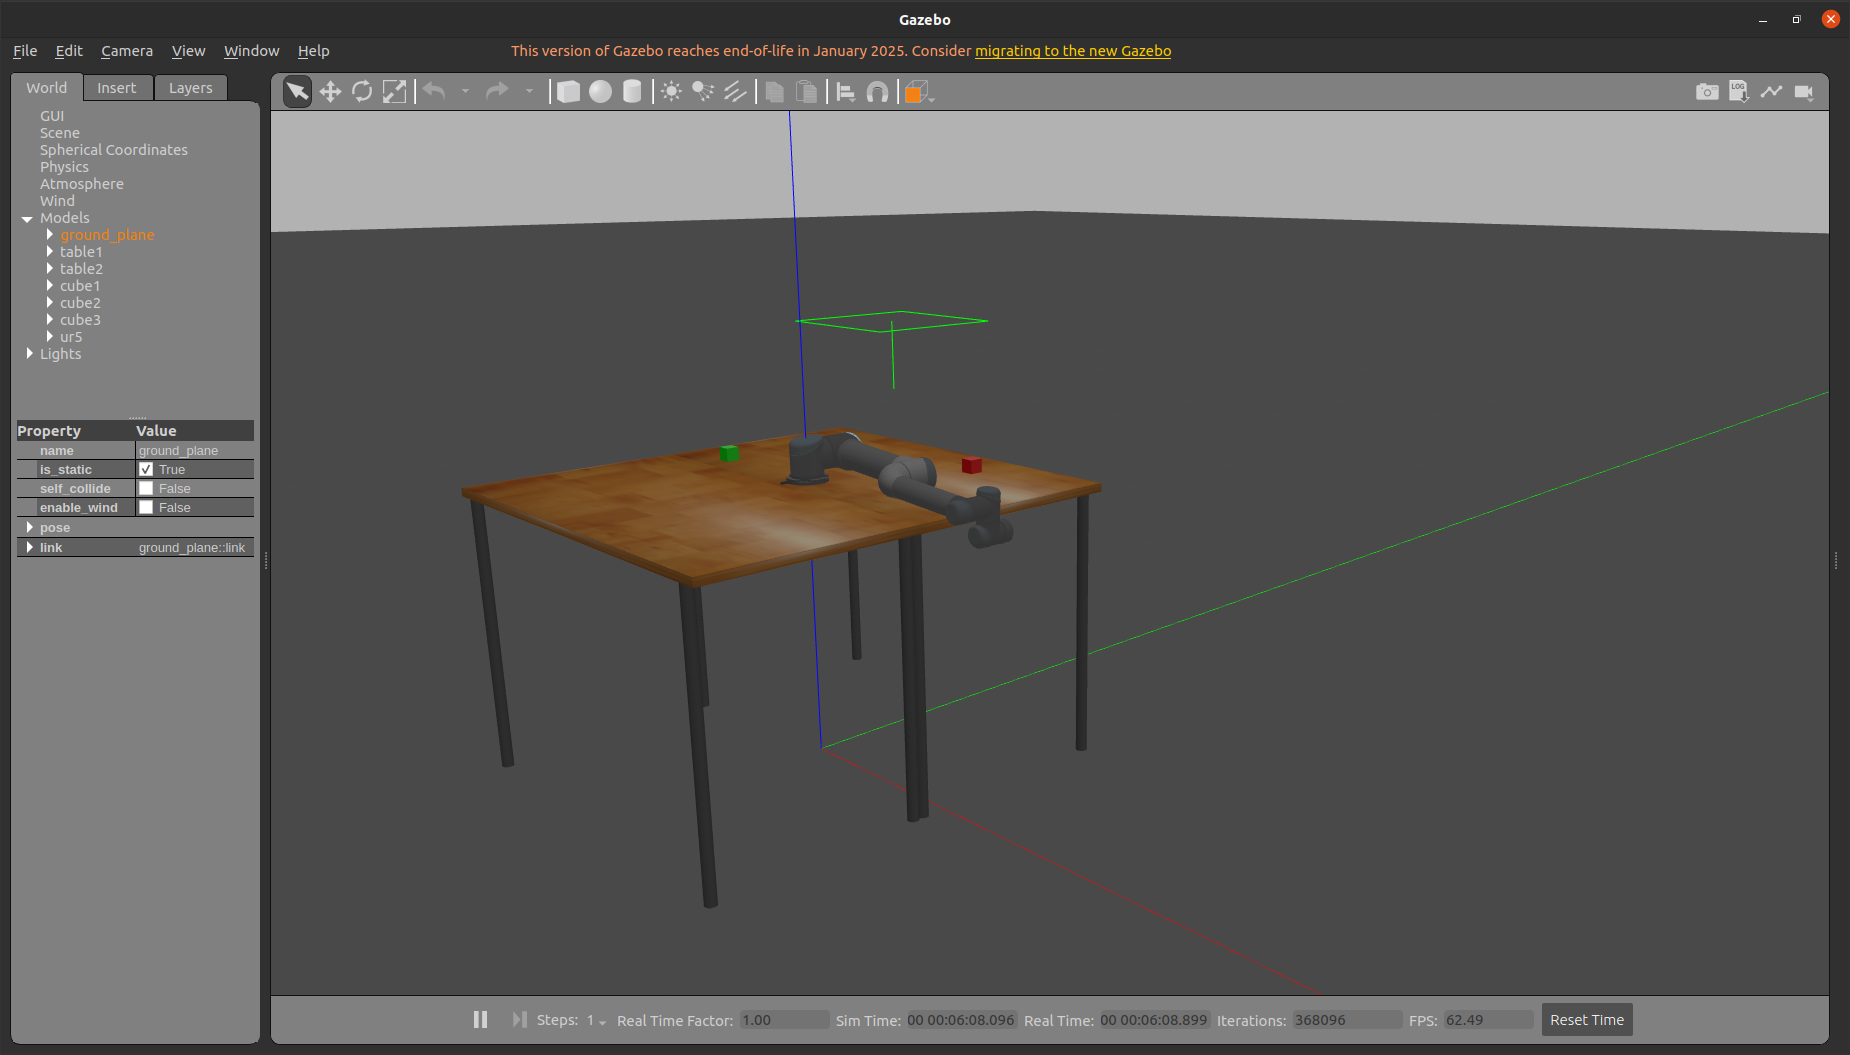 Gazebo
File Edit Camera View Window Help
This version of Gazebo reaches end-of-life in January 2025. Consider migrating to the new Gazebo
World Insert Layers
LOG
GUI
Scene
Spherical Coordinates
Physics
Atmosphere
Wind
Models
ground_plane
table1
table2
cube1
cube2
cube3
ur5
Lights
Property Value
name ground_plane
is_static True
self_collide False
enable_wind False
pose
link ground_plane::link
Steps: 1 Real Time Factor: 1.00 Sim Time: 00 00:06:08.096 Real Time: 00 00:06:08.899 Iterations: 368096 FPS: 62.49 Reset Time